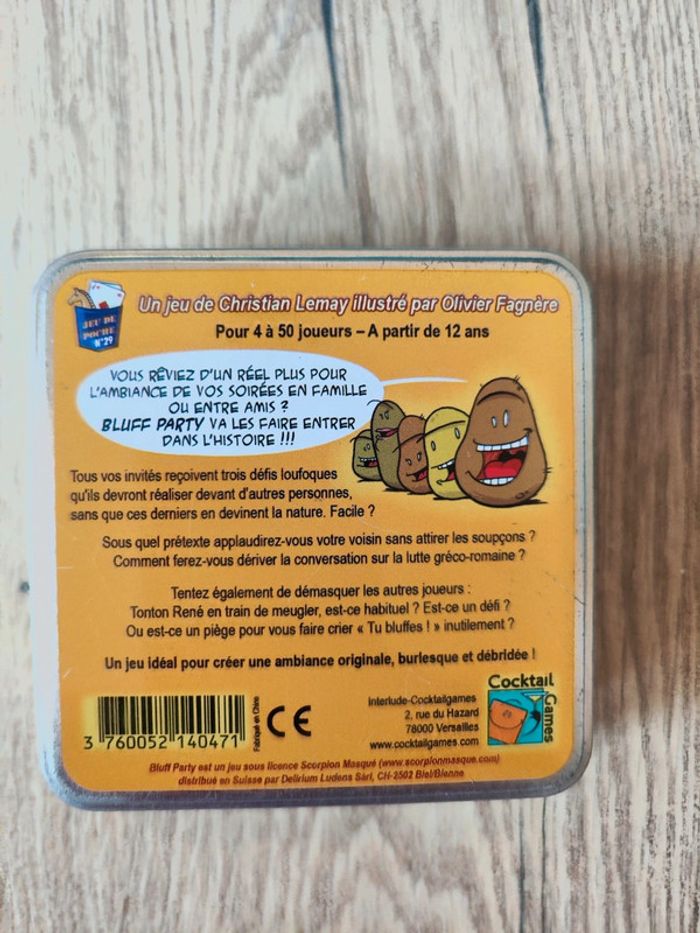 JEU DE
POCHE
N°29
Un jeu de Christian Lemay illustré par Olivier Fagnère
Pour 4 à 50 joueurs – A partir de 12 ans
VOUS RÊVIEZ D'UN RÉEL PLUS POUR
L'AMBIANCE DE VOS SOIRÉES EN FAMILLE
OU ENTRE AMIS ?
BLUFF PARTY VA LES FAIRE ENTRER
DANS L'HISTOIRE !!!
Tous vos invités reçoivent trois défis loufoques
qu'ils devront réaliser devant d'autres personnes,
sans que ces derniers en devinent la nature. Facile ?
Sous quel prétexte applaudirez-vous votre voisin sans attirer les soupçons ?
Comment ferez-vous dériver la conversation sur la lutte gréco-romaine ?
Tentez également de démasquer les autres joueurs :
Tonton René en train de meugler, est-ce habituel ? Est-ce un défi ?
Ou est-ce un piège pour vous faire crier « Tu bluffes ! » inutilement ?
Un jeu idéal pour créer une ambiance originale, burlesque et débridée !
3 760052 140471
Fabriqué en Chine
CE
Interlude-Cocktailgames
2, rue du Hazard
78000 Versailles
www.cocktailgames.com
Cocktail
Games
Bluff Party est un jeu sous licence Scorpion Masqué (www.scorpionmasque.com)
distribué en Suisse par Delirium Ludens Sàrl, CH-2502 Biel/Bienne